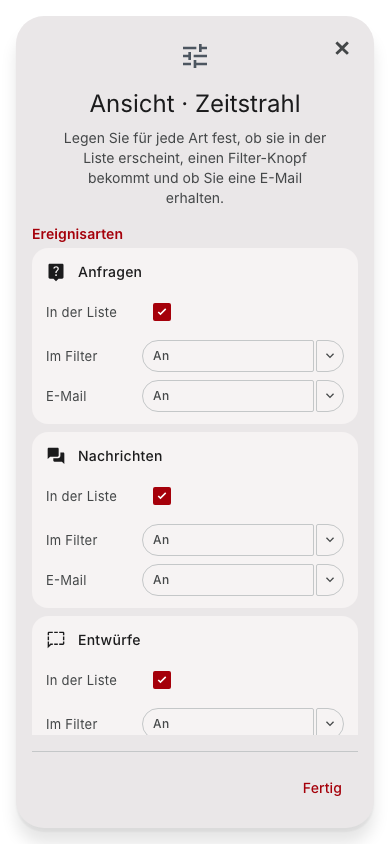 Ansicht · Zeitstrahl
Legen Sie für jede Art fest, ob sie in der
Liste erscheint, einen Filter-Knopf
bekommt und ob Sie eine E-Mail
erhalten.
Ereignisarten
Anfragen
In der Liste
Im Filter An
E-Mail An
Nachrichten
In der Liste
Im Filter An
E-Mail An
Entwürfe
In der Liste
Im Filter An
Fertig